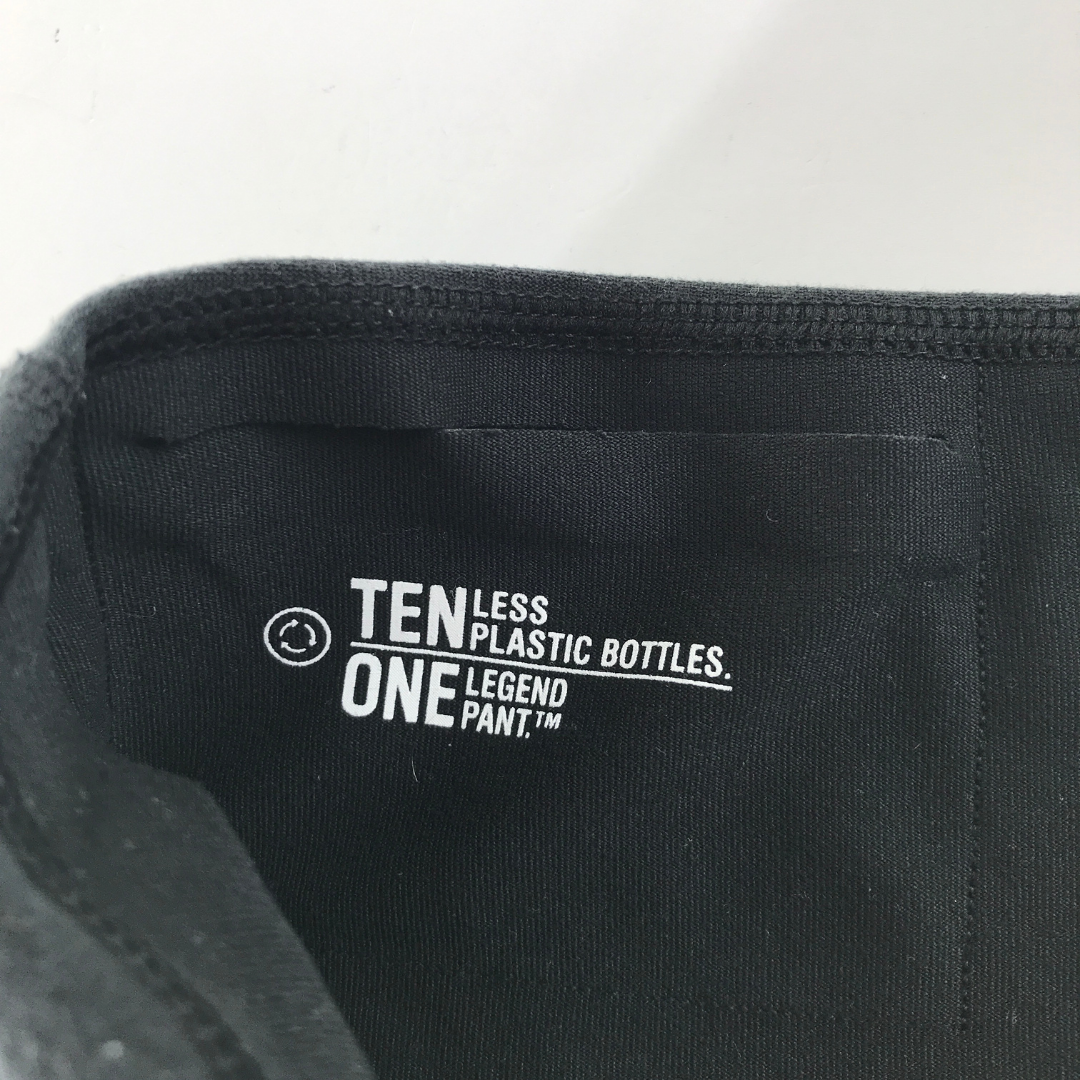 TEN LESS
PLASTIC BOTTLES.
ONE LEGEND
PANT.™